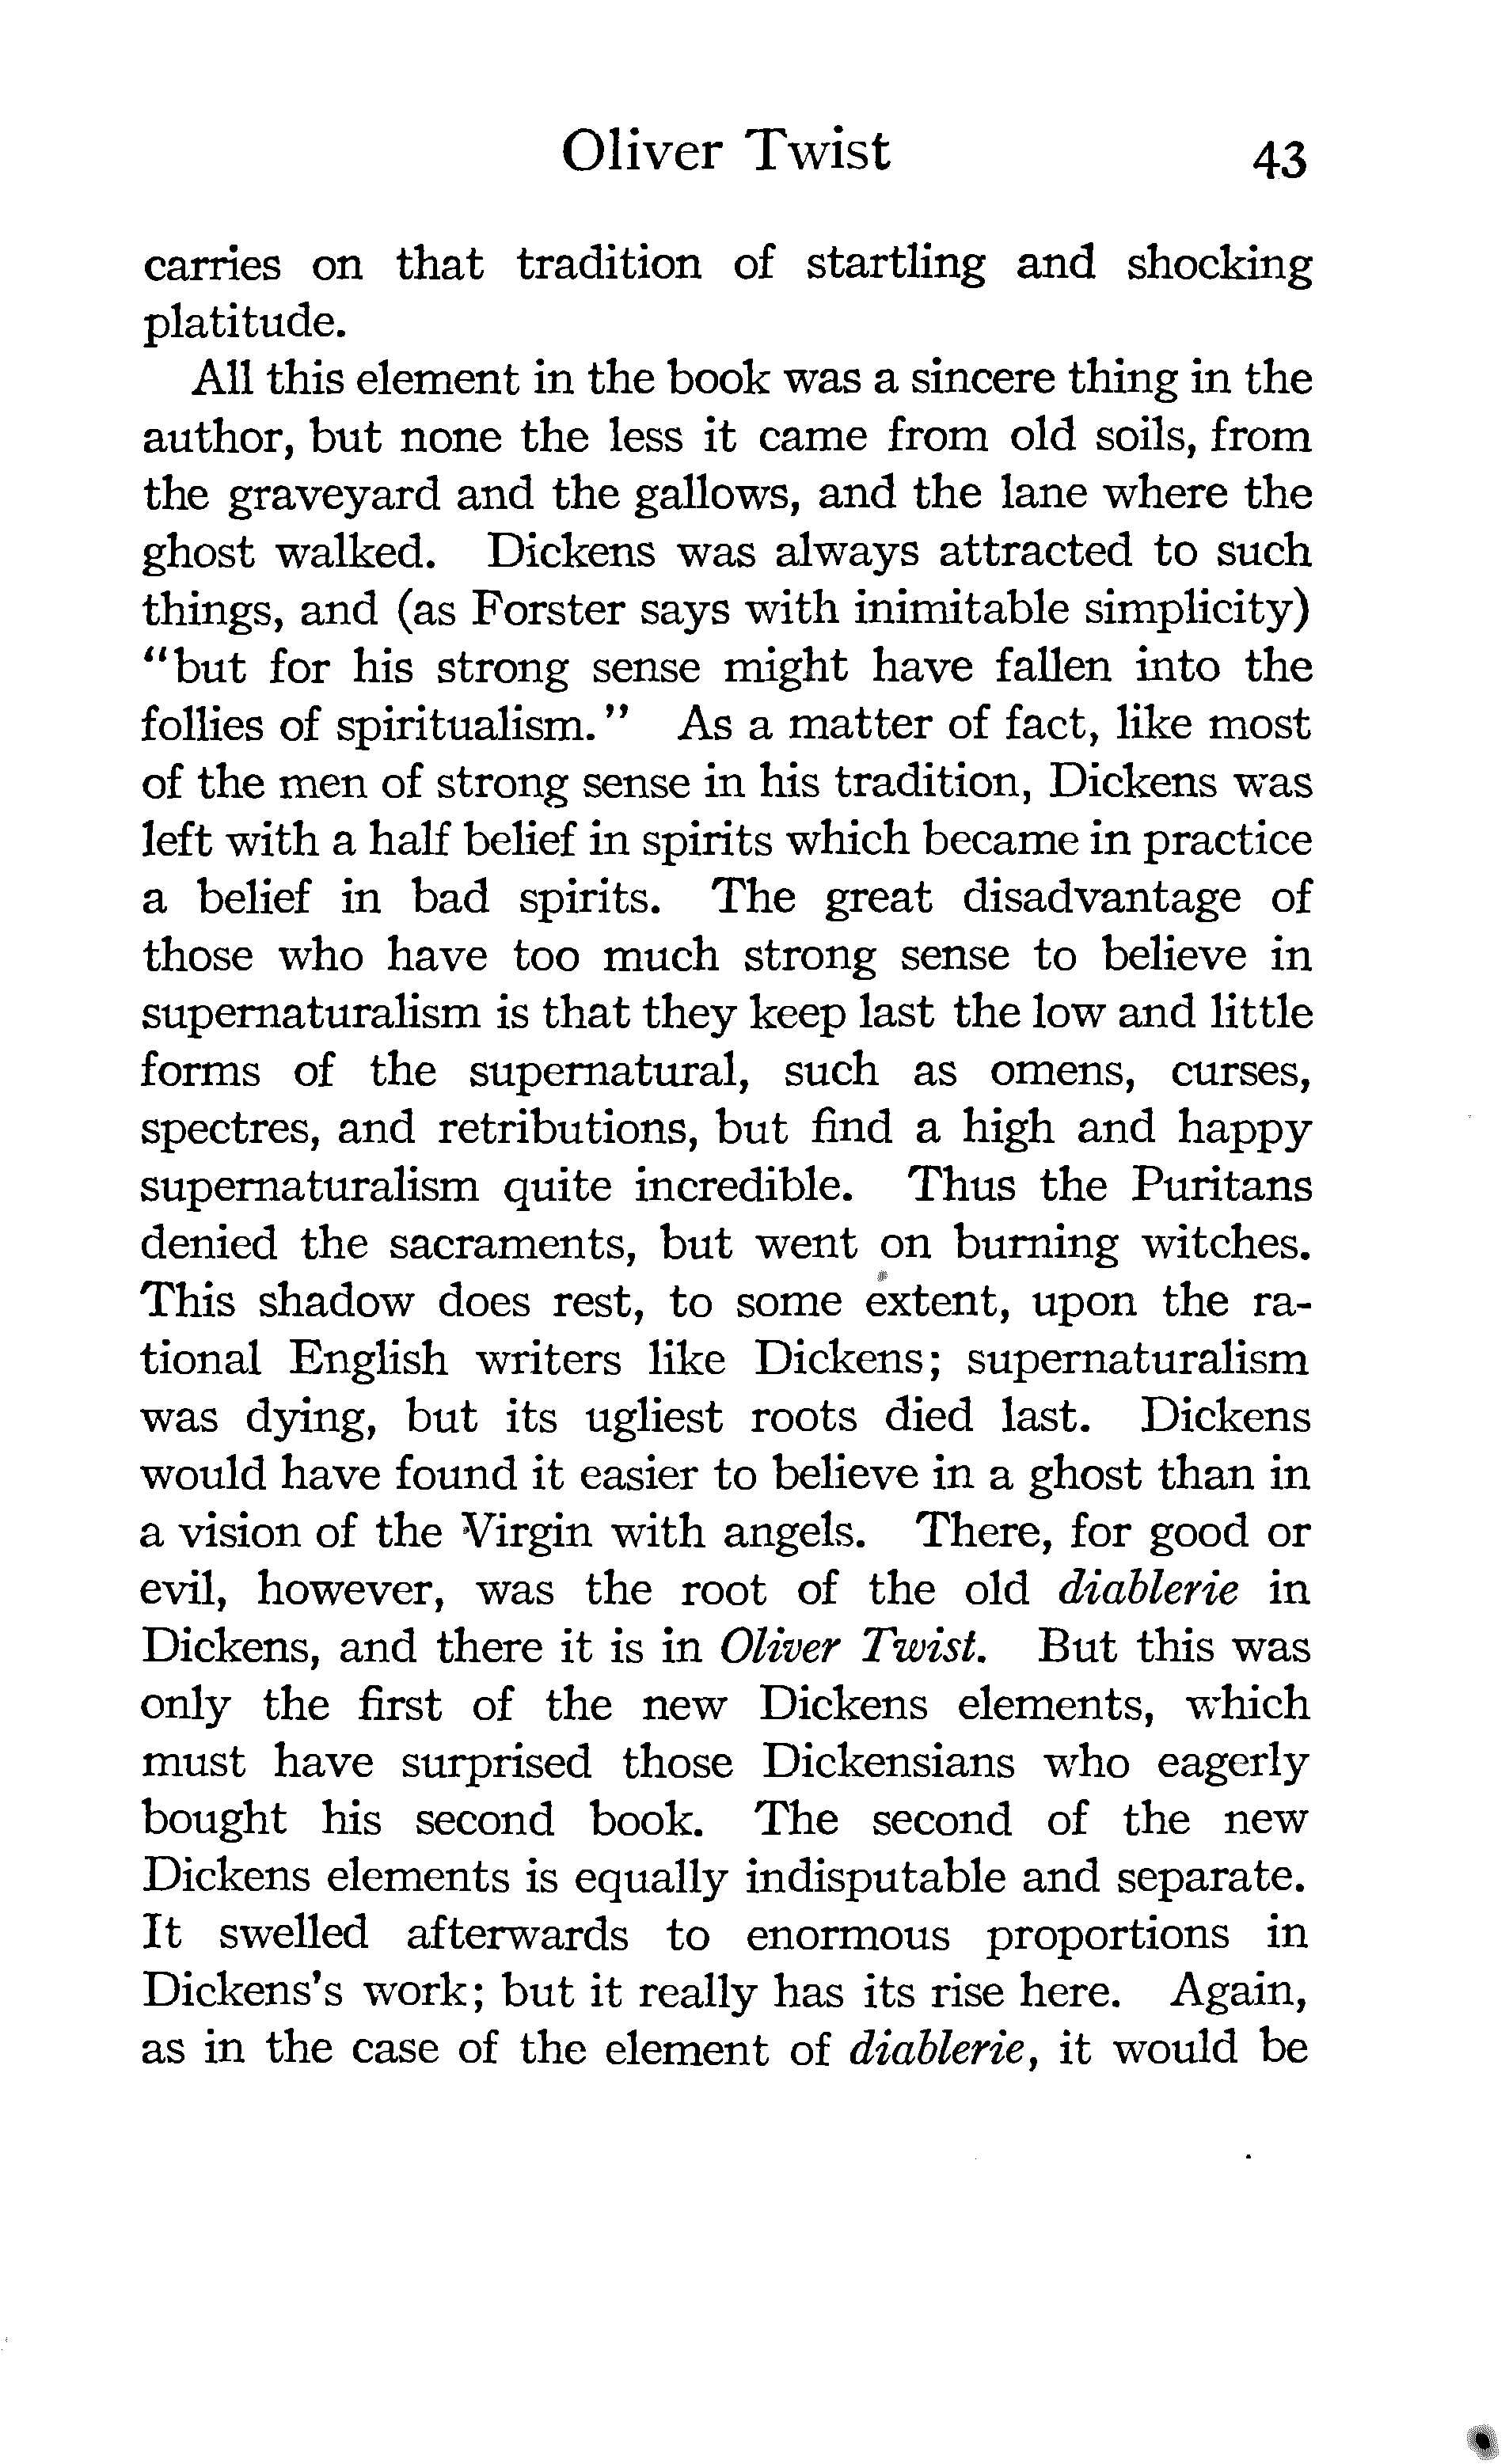 Oliver Twist 43
carries on that tradition of startling and shocking
platitude.
All this element in the book was a sincere thing in the
author, but none the less it came from old soils, from
the graveyard and the gallows, and the lane where the
ghost walked. Dickens was always attracted to such
things, and (as Forster says with inimitable simplicity)
"but for his strong sense might have fallen into the
follies of spiritualism." As a matter of fact, like most
of the men of strong sense in his tradition, Dickens was
left with a half belief in spirits which became in practice
a belief in bad spirits. The great disadvantage of
those who have too much strong sense to believe in
supernaturalism is that they keep last the low and little
forms of the supernatural, such as omens, curses,
spectres, and retributions, but find a high and happy
supernaturalism quite incredible. Thus the Puritans
denied the sacraments, but went on burning witches.
This shadow does rest, to some extent, upon the ra-
tional English writers like Dickens; supernaturalism
was dying, but its ugliest roots died last. Dickens
would have found it easier to believe in a ghost than in
a vision of the Virgin with angels. There, for good or
evil, however, was the root of the old diablerie in
Dickens, and there it is in Oliver Twist. But this was
only the first of the new Dickens elements, which
must have surprised those Dickensians who eagerly
bought his second book. The second of the new
Dickens elements is equally indisputable and separate.
It swelled afterwards to enormous proportions in
Dickens's work; but it really has its rise here. Again,
as in the case of the element of diablerie, it would be